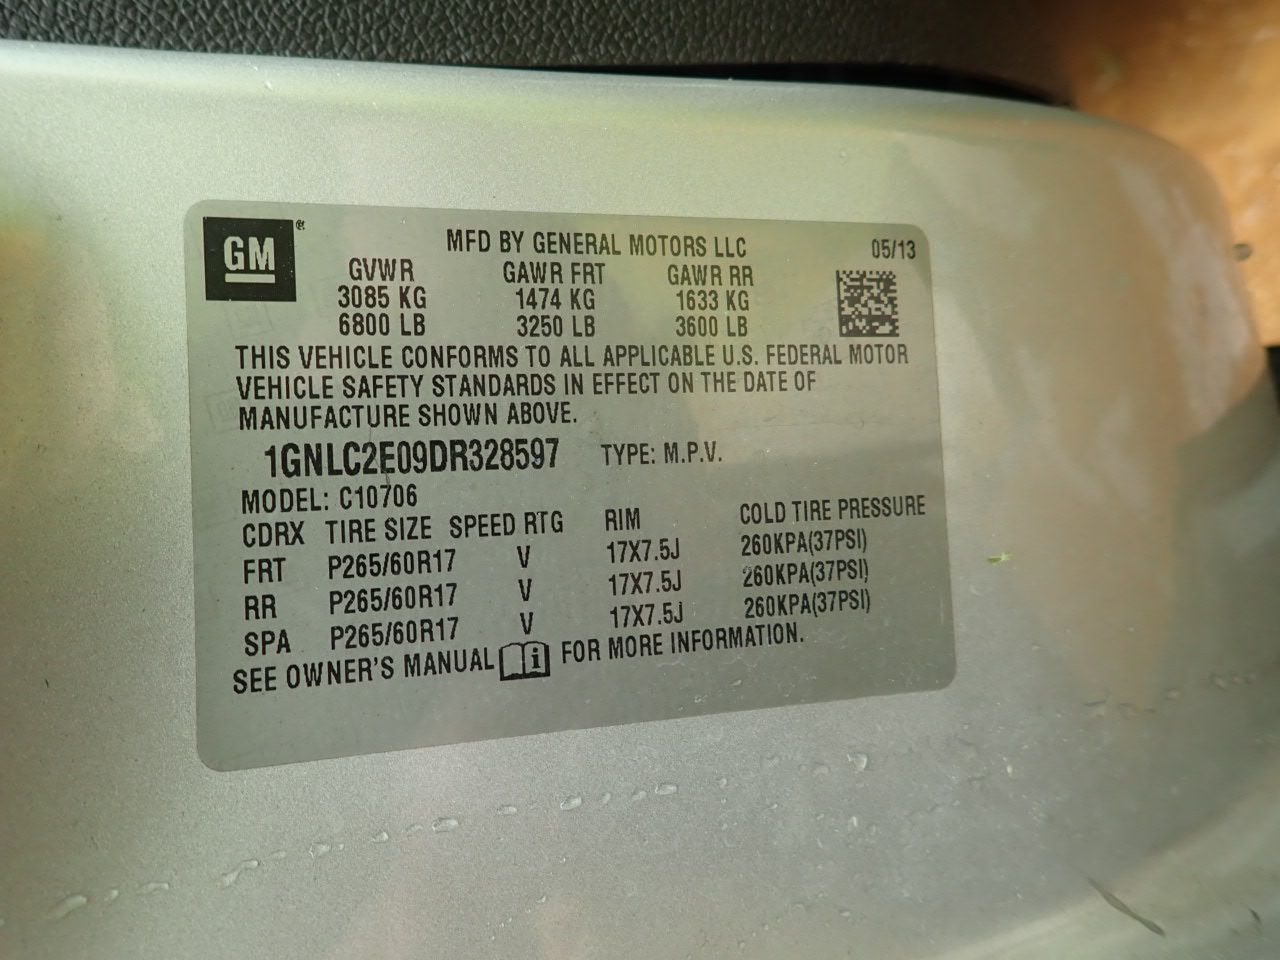 GM
MFD BY GENERAL MOTORS LLC 05/13
GVWR GAWR FRT GAWR RR
3085 KG 1474 KG 1633 KG
6800 LB 3250 LB 3600 LB
THIS VEHICLE CONFORMS TO ALL APPLICABLE U.S. FEDERAL MOTOR
VEHICLE SAFETY STANDARDS IN EFFECT ON THE DATE OF
MANUFACTURE SHOWN ABOVE.
1GNLC2E09DR328597 TYPE: M.P.V.
MODEL: C10706
CDRX TIRE SIZE SPEED RTG RIM COLD TIRE PRESSURE
FRT P265/60R17 V 17X7.5J 260KPA(37PSI)
RR P265/60R17 V 17X7.5J 260KPA(37PSI)
SPA P265/60R17 V 17X7.5J 260KPA(37PSI)
SEE OWNER'S MANUAL i FOR MORE INFORMATION.